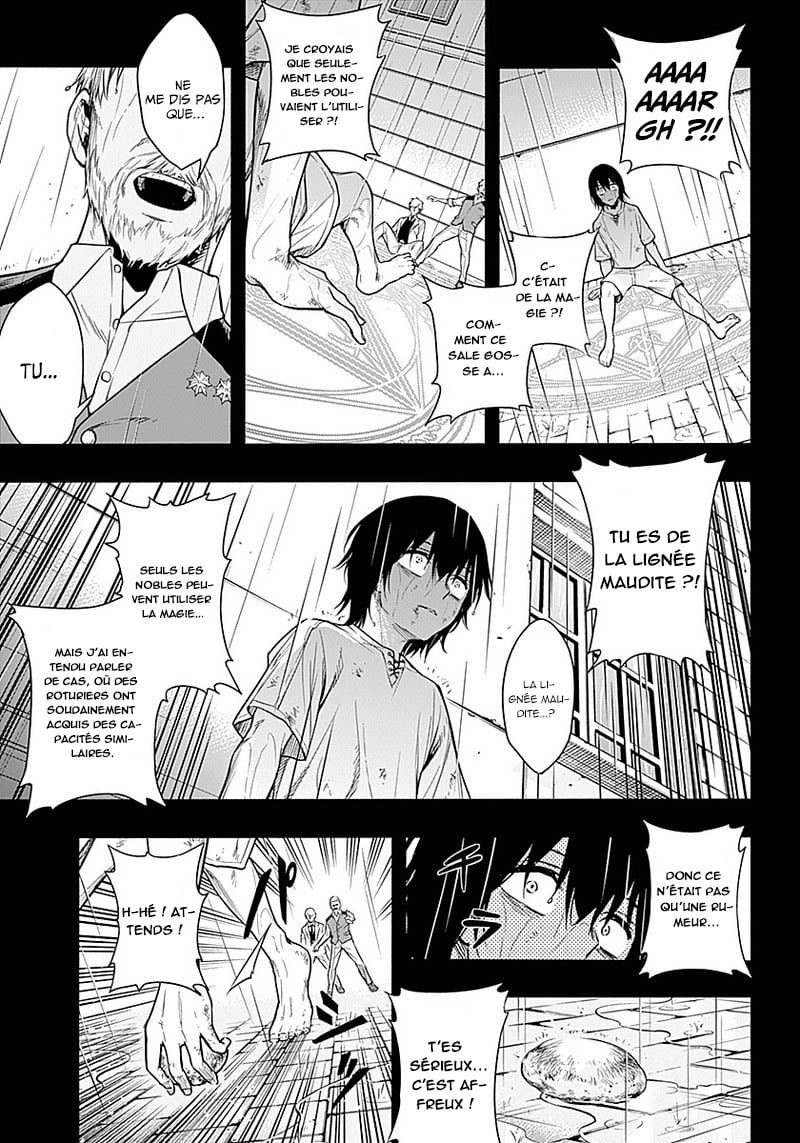 AAAA
AAAAR
GH ?!!
C-
C'ÉTAIT
DE LA MA-
GIE ?!
JE CROYAIS
QUE SEULE-
MENT LES NO-
BLES POU-
VAIENT L'UTILI-
SER ?!
COM-
MENT CE
SALE GOS-
SE A...
NE
ME DIS PAS
QUE...
TU...
TU ES DE
LA LIGNÉE
MAUDITE ?!
LA LI-
GNÉE MAU-
DITE...?
SEULS LES
NOBLES PEU-
VENT UTILISER
LA MAGIE...
MAIS J'AI EN-
TENDU PARLER
DE CAS, OÙ DES
ROTURIERS ONT
SOUDAINEMENT
ACQUIS DES CA-
PACITÉS SIMI-
LAIRES.
DONC CE
N'ÉTAIT PAS
QU'UNE RU-
MEUR...
キッ
T'ES
SÉRIEUX...
C'EST AF-
FREUX !
H-HÉ ! AT-
TENDS !
パ